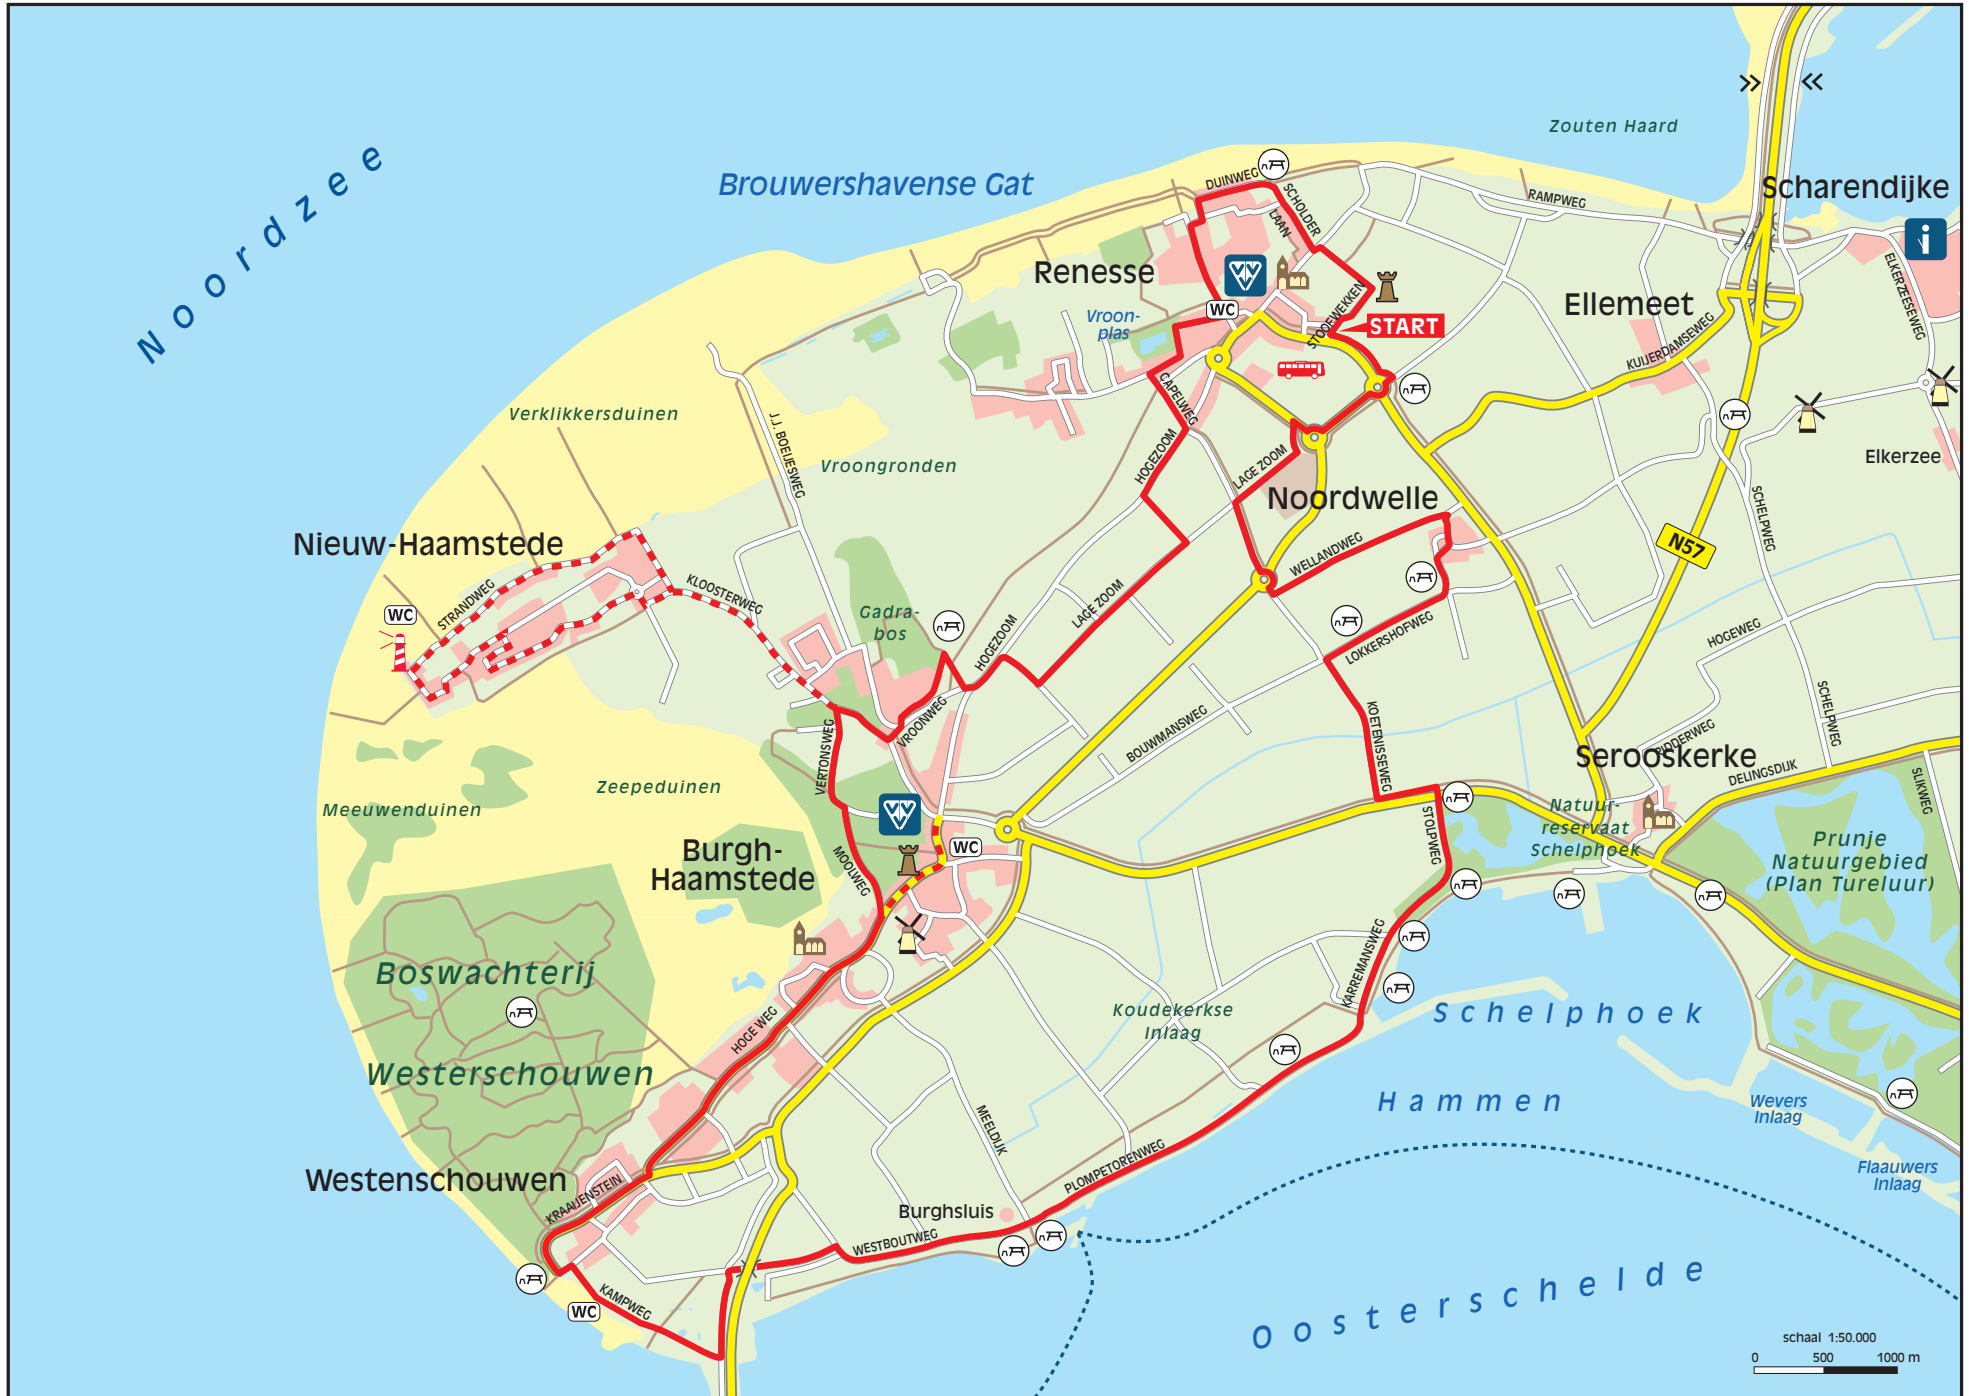 Noordzee
Brouwershavense Gat
Zouten Haard
Scharendijke
i
DUINWEG
SCHOLDER
LAAN
RAMPWEG
ELKERZEESEWEG
Renesse
Vroon-
plas
WC
STOOFWEKKEN
START
Ellemeet
KUIJERDAMSEWEG
CAPELWEG
HOGEZOOM
LAGE ZOOM
Noordwelle
Elkerzee
SCHELPWEG
N57
Verklikkersduinen
J.J. BOEIJESWEG
Vroongronden
Nieuw-Haamstede
WC
STRANDWEG
KLOOSTERWEG
Gadra-
bos
HOGEZOOM
LAGE ZOOM
WELLANDWEG
LOKKERSHOFWEG
HOGEWEG
SCHELPWEG
VROONWEG
VERTONSWEG
BOUWMANSWEG
KOETENISSEWEG
RIDDERWEG
Serooskerke
DELINGSDIJK
SLIKWEG
Zeepeduinen
Meeuwenduinen
Burgh-
Haamstede
WC
MOOLWEG
STOLPWEG
Natuur-
reservaat
Schelphoek
Prunje
Natuurgebied
(Plan Tureluur)
Boswachterij
Westerschouwen
HOGE WEG
KARREMANSWEG
Koudekerkse
Inlaag
Schelphoek
Hammen
Wevers
Inlaag
Flaauwers
Inlaag
MEELDIJK
PLOMPETORENWEG
Westenschouwen
KRAAIJENSTEIN
Burghsluis
WESTBOUTWEG
KAMPWEG
WC
Oosterschelde
schaal 1:50.000
0 500 1000 m